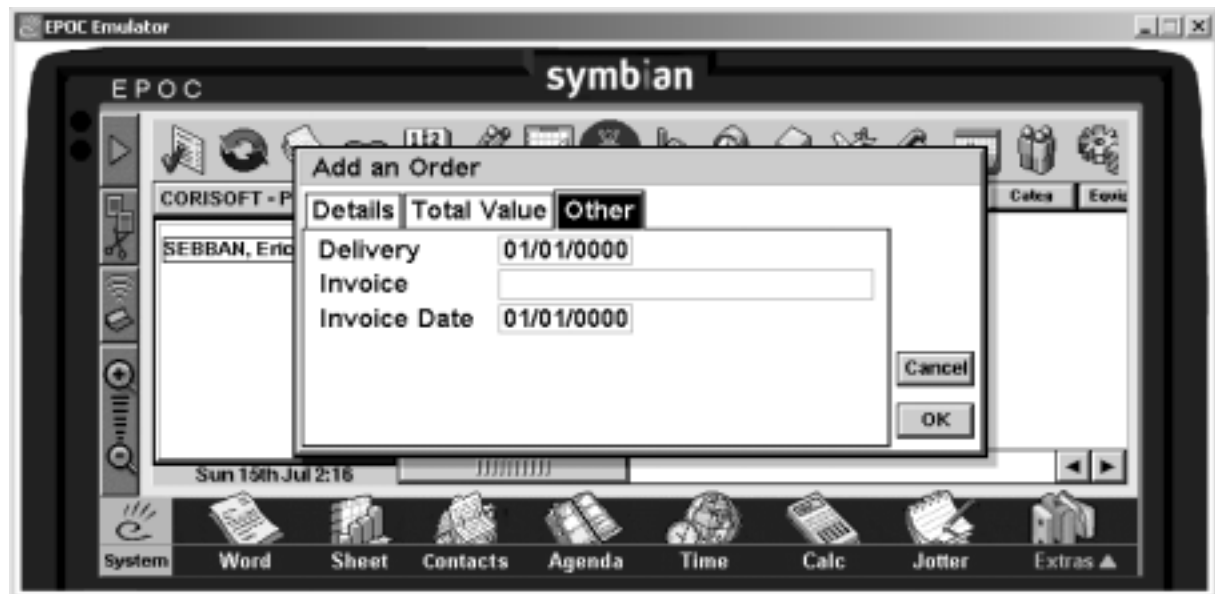 EPOC Emulator
symbian
EPOC
CORISOFT - P
Add an Order
Details Total Value Other
SEBBAN, Eric
Delivery 01/01/0000
Invoice
Invoice Date 01/01/0000
Cancel
OK
Sun 15th Jul 2:16
System Word Sheet Contacts Agenda Time Calc Jotter Extras